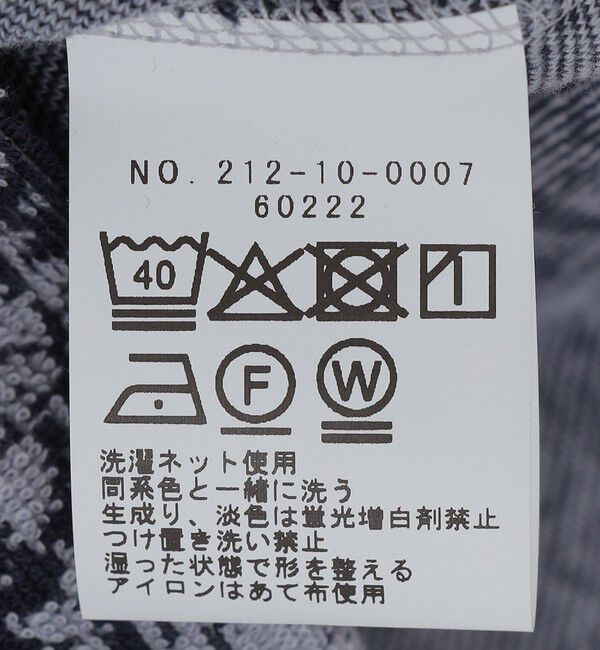 NO. 212-10-0007
60222
40
F W
洗濯ネット使用
同系色と一緒に洗う
生成り、淡色は蛍光増白剤禁止
つけ置き洗い禁止
湿った状態で形を整える
アイロンはあて布使用